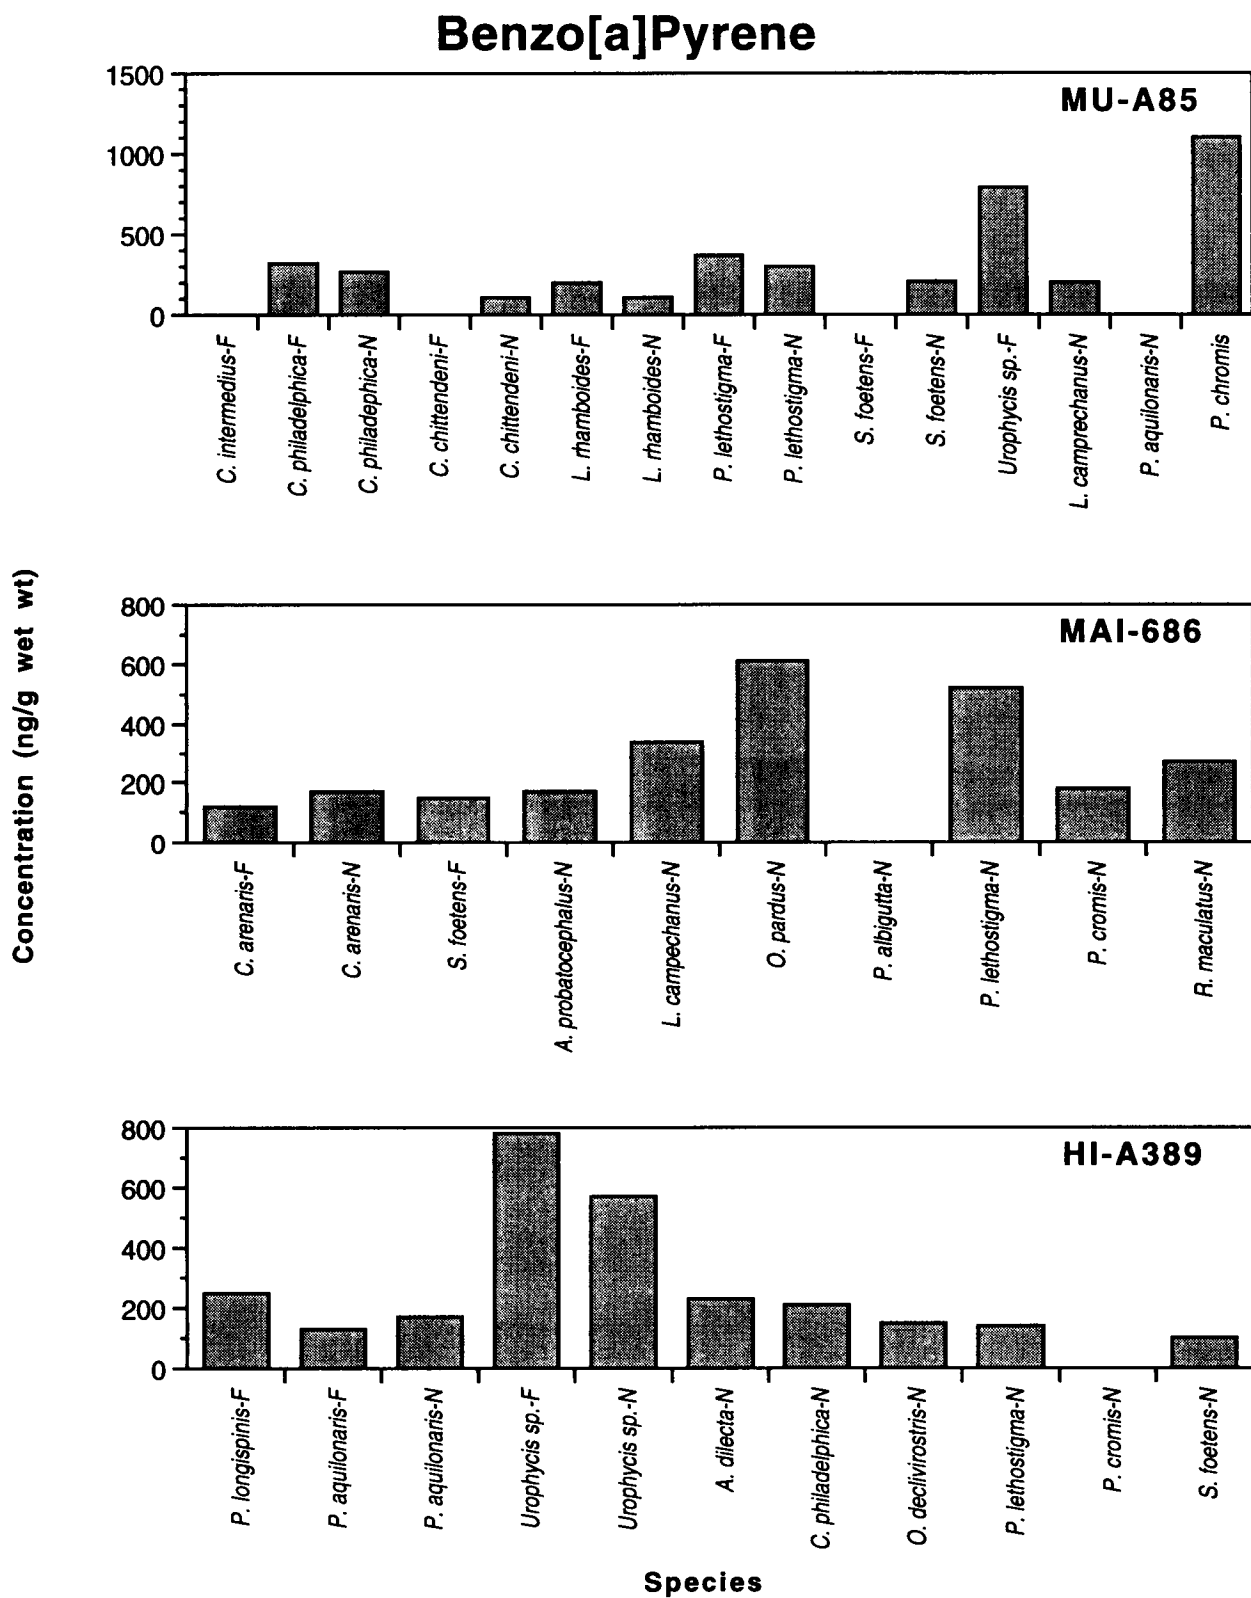 Benzo[a]Pyrene
MU-A85
1500
1000
500
0
C. intermedius-F
C. philadelphica-F
C. philadephica-N
C. chittendeni-F
C. chittendeni-N
L. rhamboides-F
L. rhamboides-N
P. lethostigma-F
P. lethostigma-N
S. foetens-F
S. foetens-N
Urophycis sp.-F
L. camprechanus-N
P. aquilonaris-N
P. chromis
Concentration (ng/g wet wt)
MAI-686
800
600
400
200
0
C. arenaris-F
C. arenaris-N
S. foetens-F
A. probatocephalus-N
L. campechanus-N
O. pardus-N
P. albigutta-N
P. lethostigma-N
P. cromis-N
R. maculatus-N
HI-A389
800
600
400
200
0
P. longispinis-F
P. aquilonaris-F
P. aquilonaris-N
Urophycis sp.-F
Urophycis sp.-N
A. dilecta-N
C. philadelphica-N
O. declivirostris-N
P. lethostigma-N
P. cromis-N
S. foetens-N
Species